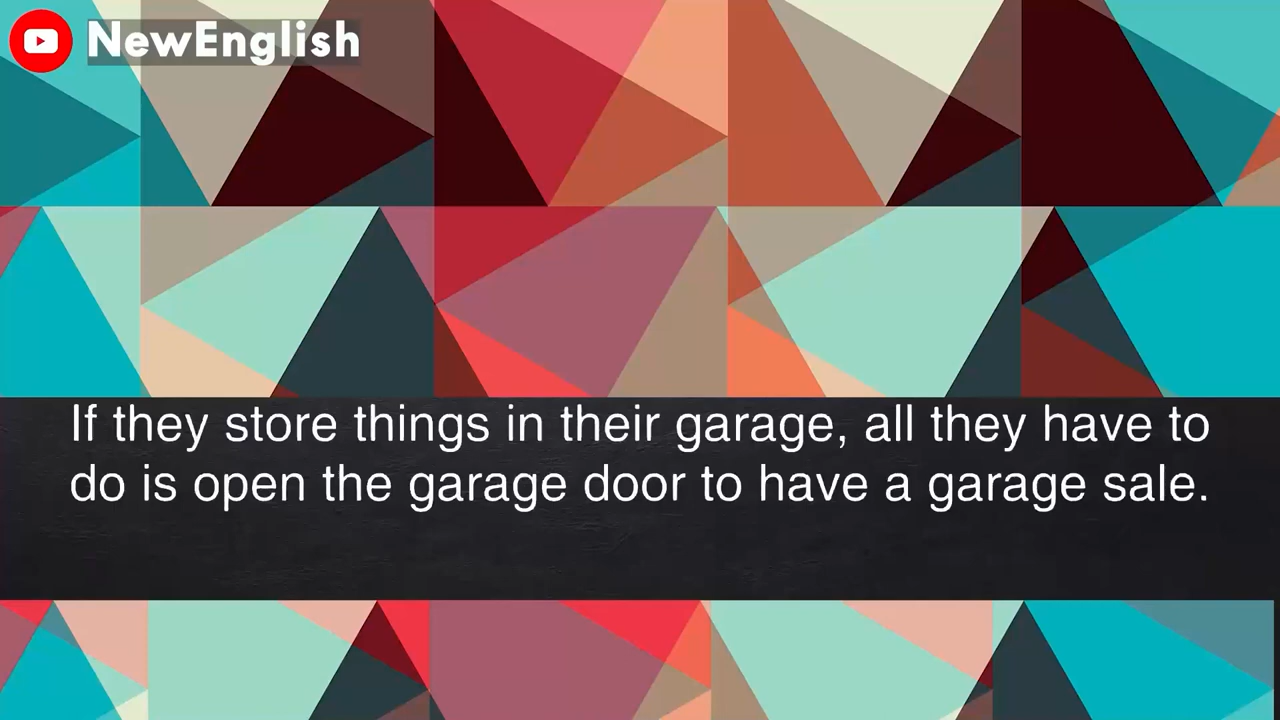 NewEnglish
If they store things in their garage, all they have to
do is open the garage door to have a garage sale.